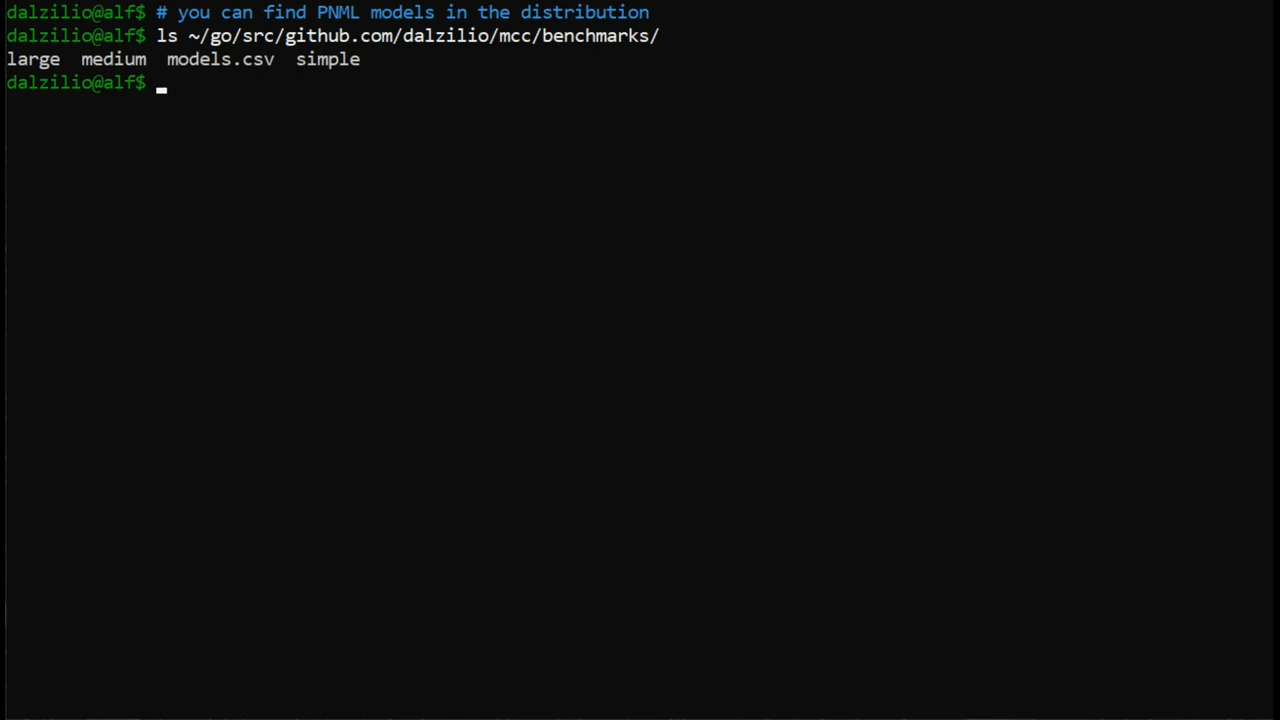 dalzilio@alf$ # you can find PNML models in the distribution
dalzilio@alf$ ls ~/go/src/github.com/dalzilio/mcc/benchmarks/
large  medium  models.csv  simple
dalzilio@alf$